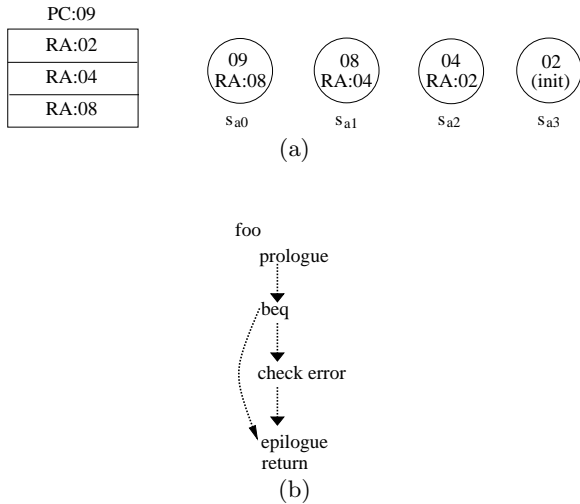 PC:09
RA:02
RA:04
RA:08
09
RA:08
08
RA:04
04
RA:02
02
(init)
sa0
sa1
sa2
sa3
(a)
foo
prologue
beq
check error
epilogue
return
(b)